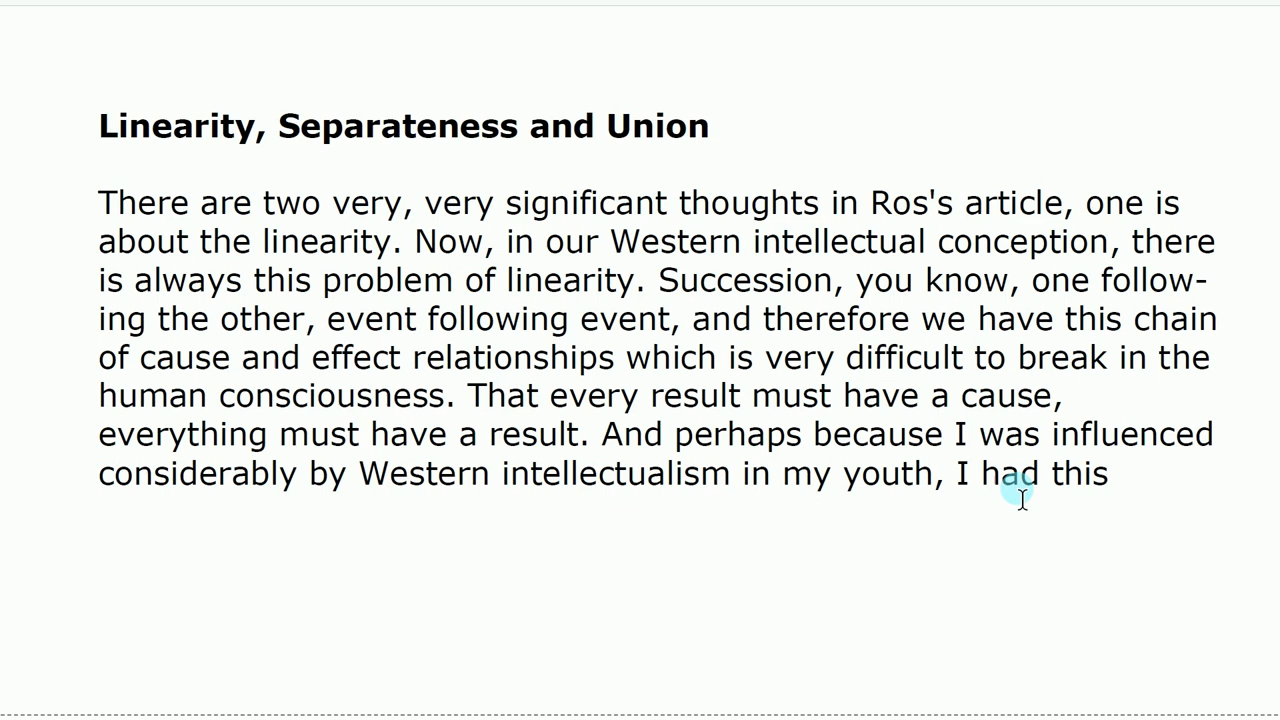 Linearity, Separateness and Union
There are two very, very significant thoughts in Ros's article, one is
about the linearity. Now, in our Western intellectual conception, there
is always this problem of linearity. Succession, you know, one follow-
ing the other, event following event, and therefore we have this chain
of cause and effect relationships which is very difficult to break in the
human consciousness. That every result must have a cause,
everything must have a result. And perhaps because I was influenced
considerably by Western intellectualism in my youth, I had this